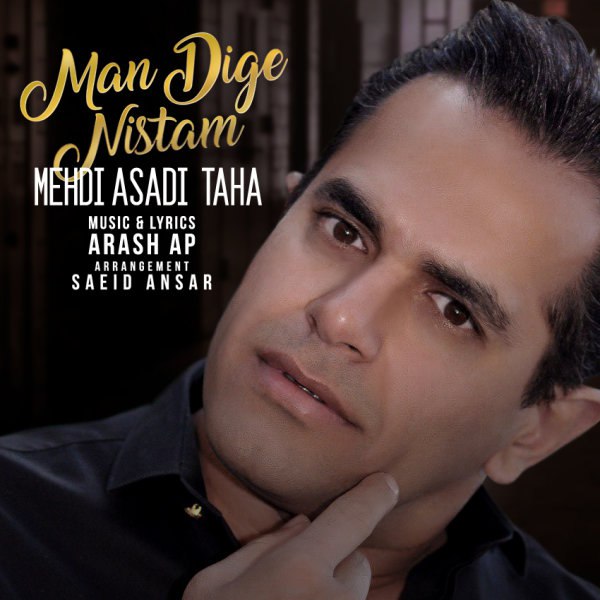 Man Dige
Nistam
MEHDI ASADI TAHA
MUSIC & LYRICS
ARASH AP
ARRANGEMENT
SAEID ANSAR